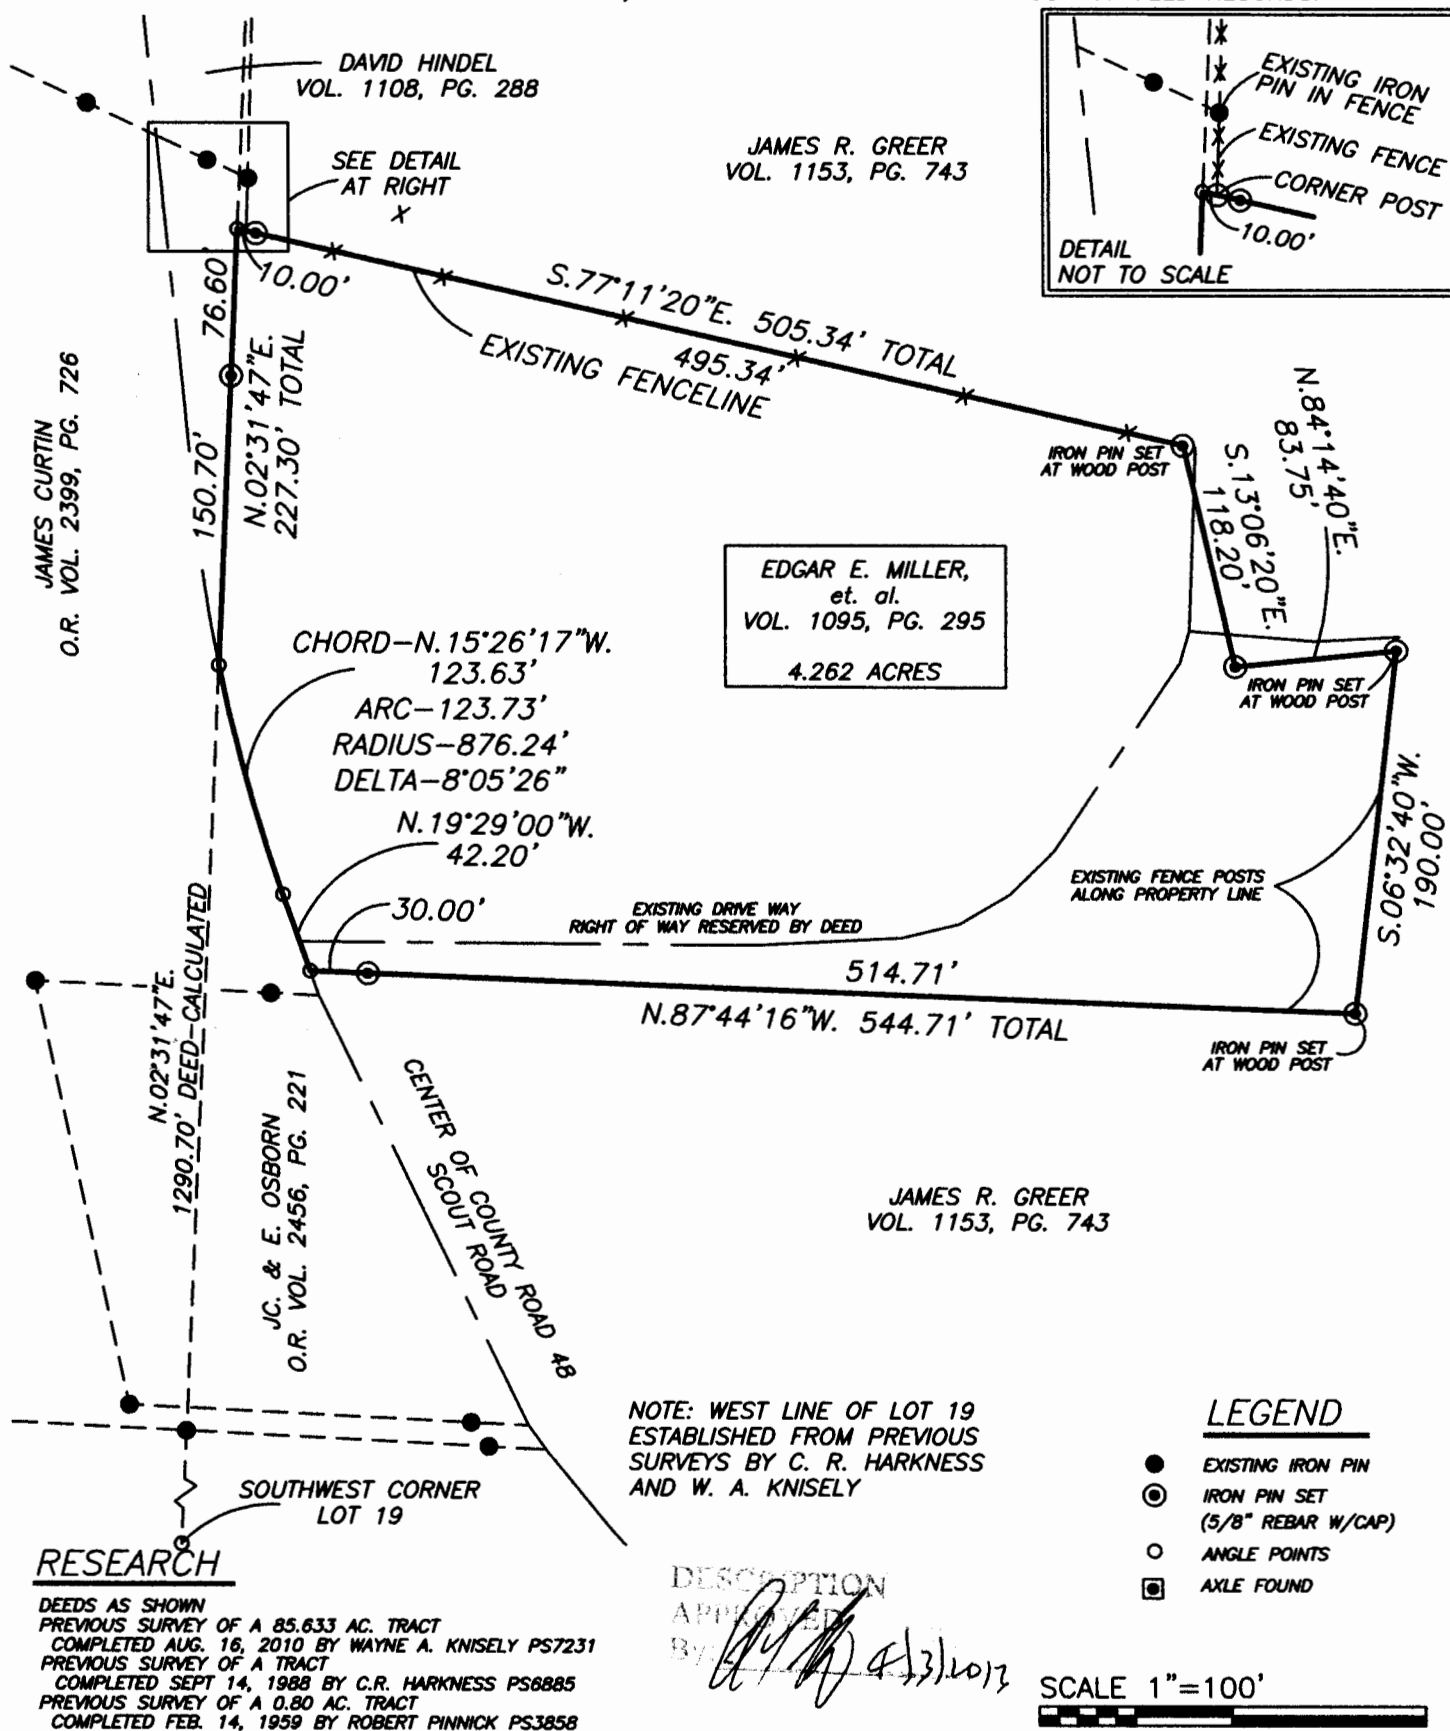 DAVID HINDEL
VOL. 1108, PG. 288
SEE DETAIL
AT RIGHT
JAMES R. GREER
VOL. 1153, PG. 743
EXISTING IRON
PIN IN FENCE
EXISTING FENCE
CORNER POST
10.00'
DETAIL
NOT TO SCALE
76.60'
10.00'
S.77°11'20"E. 505.34' TOTAL
495.34'
EXISTING FENCELINE
N.02°31'47"E.
227.30' TOTAL
150.70'
JAMES CURTIN
O.R. VOL. 2399, PG. 726
IRON PIN SET
AT WOOD POST
N.84°14'40"E.
83.75'
S.13°06'20"E.
118.20'
IRON PIN SET
AT WOOD POST
EDGAR E. MILLER,
et. al.
VOL. 1095, PG. 295
4.262 ACRES
CHORD-N.15°26'17"W.
123.63'
ARC-123.73'
RADIUS-876.24'
DELTA-8°05'26"
N.19°29'00"W.
42.20'
30.00'
EXISTING DRIVE WAY
RIGHT OF WAY RESERVED BY DEED
EXISTING FENCE POSTS
ALONG PROPERTY LINE
S.06°32'40"W.
190.00'
514.71'
N.87°44'16"W. 544.71' TOTAL
IRON PIN SET
AT WOOD POST
N.02°31'47"E.
1290.70' DEED-CALCULATED
JC. & E. OSBORN
O.R. VOL. 2456, PG. 221
CENTER OF COUNTY ROAD 48
SCOUT ROAD
JAMES R. GREER
VOL. 1153, PG. 743
SOUTHWEST CORNER
LOT 19
NOTE: WEST LINE OF LOT 19
ESTABLISHED FROM PREVIOUS
SURVEYS BY C. R. HARKNESS
AND W. A. KNISELY
LEGEND
EXISTING IRON PIN
IRON PIN SET
(5/8" REBAR W/CAP)
ANGLE POINTS
AXLE FOUND
RESEARCH
DEEDS AS SHOWN
PREVIOUS SURVEY OF A 85.633 AC. TRACT
COMPLETED AUG. 16, 2010 BY WAYNE A. KNISELY PS7231
PREVIOUS SURVEY OF A TRACT
COMPLETED SEPT 14, 1988 BY C.R. HARKNESS PS6885
PREVIOUS SURVEY OF A 0.80 AC. TRACT
COMPLETED FEB. 14, 1959 BY ROBERT PINNICK PS3858
DESCRIPTION
APPROVED
By:
SCALE 1"=100'